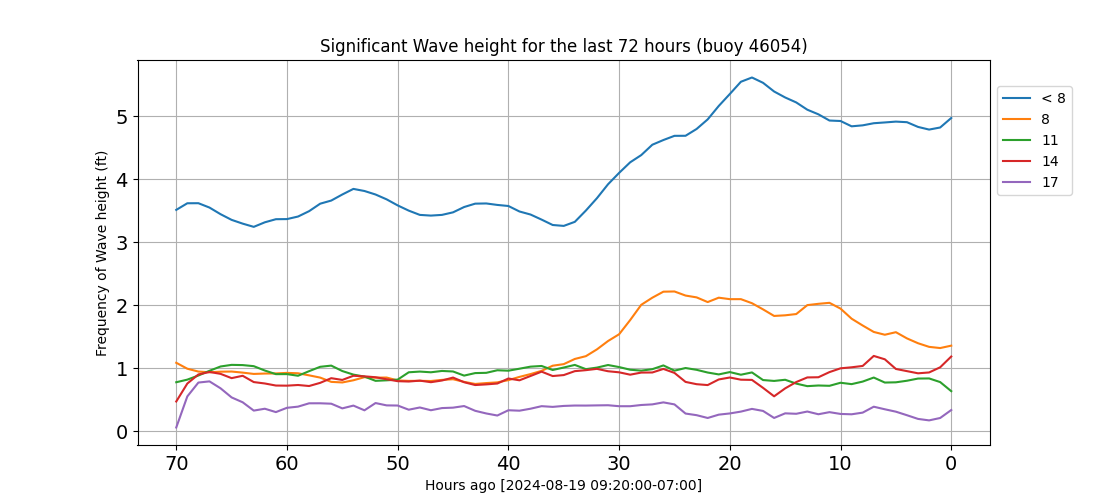 Significant Wave height for the last 72 hours (buoy 46054)
Frequency of Wave height (ft)
5
4
3
2
1
0
70 60 50 40 30 20 10 0
Hours ago [2024-08-19 09:20:00-07:00]
< 8
8
11
14
17